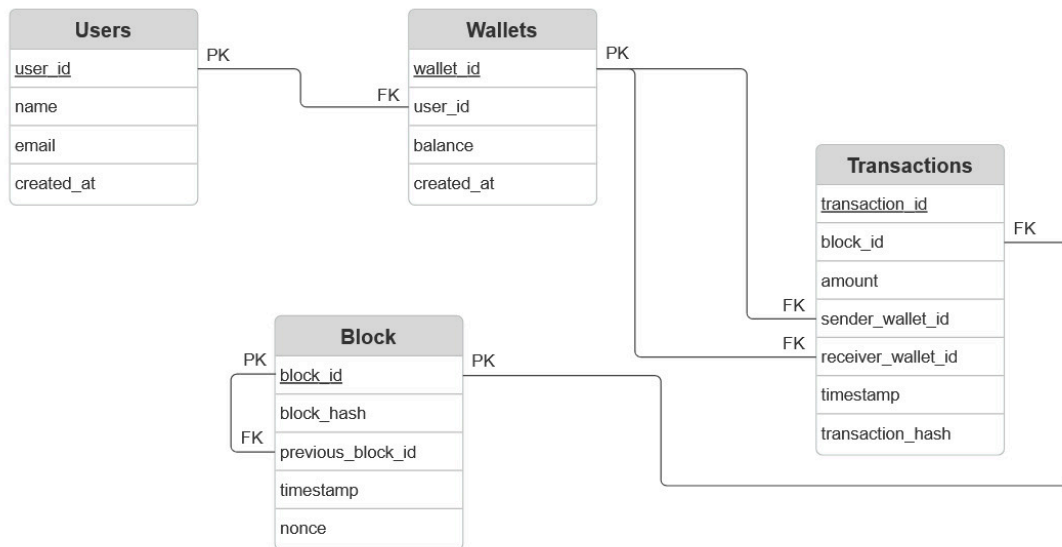 Users
user_id
name
email
created_at
PK
FK
Wallets
wallet_id
user_id
balance
created_at
PK
FK
FK
Transactions
transaction_id
block_id
amount
sender_wallet_id
receiver_wallet_id
timestamp
transaction_hash
FK
Block
PK
block_id
PK
block_hash
FK
previous_block_id
timestamp
nonce